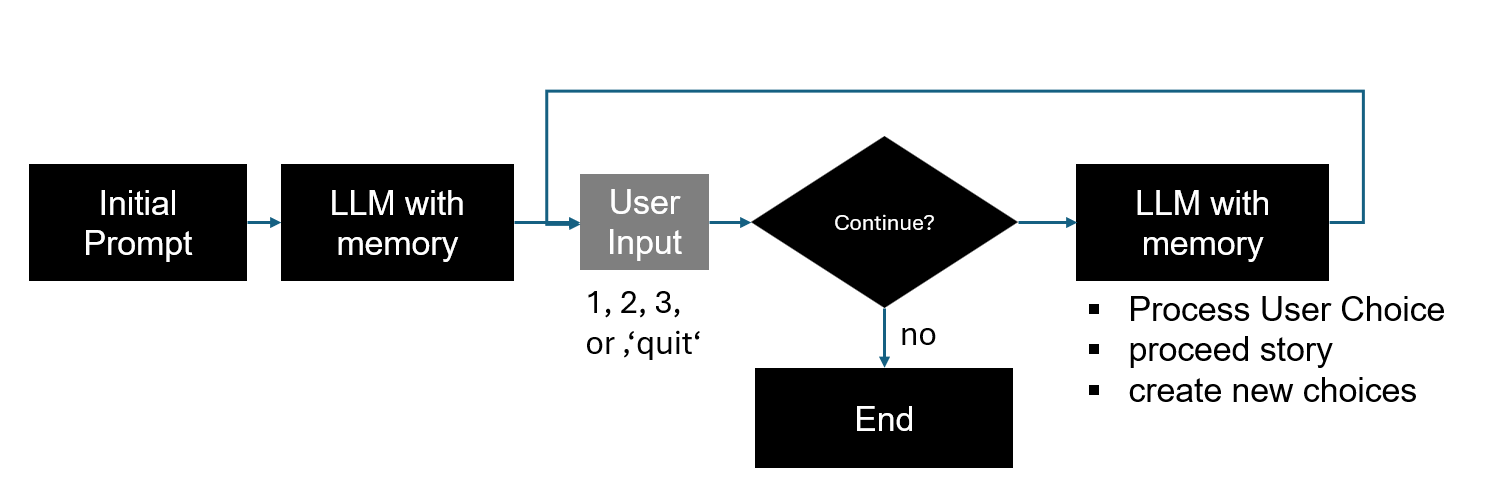 Initial
Prompt
LLM with
memory
User
Input
1, 2, 3,
or ,‘quit‘
Continue?
no
End
LLM with
memory
▪ Process User Choice
▪ proceed story
▪ create new choices